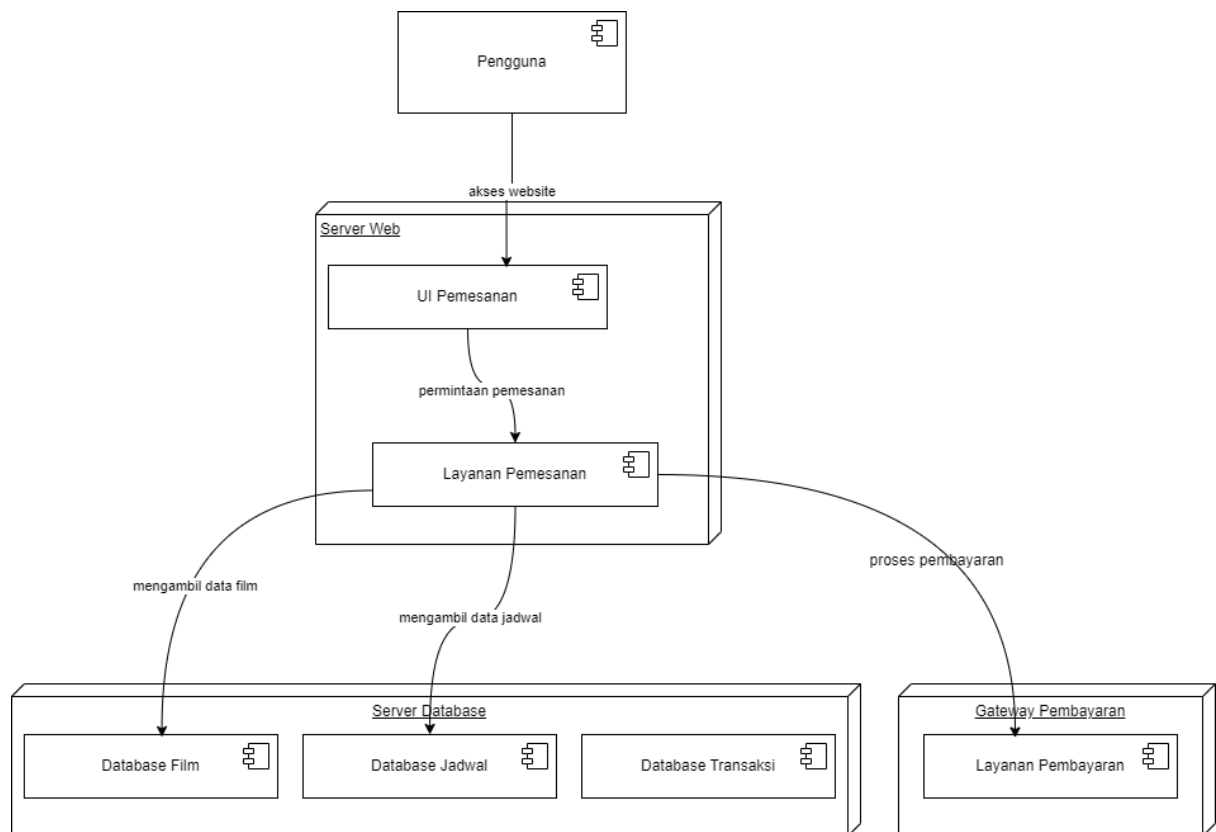 Pengguna
akses website
Server Web
UI Pemesanan
permintaan pemesanan
Layanan Pemesanan
proses pembayaran
mengambil data film
mengambil data jadwal
Server Database
Gateway Pembayaran
Database Film
Database Jadwal
Database Transaksi
Layanan Pembayaran